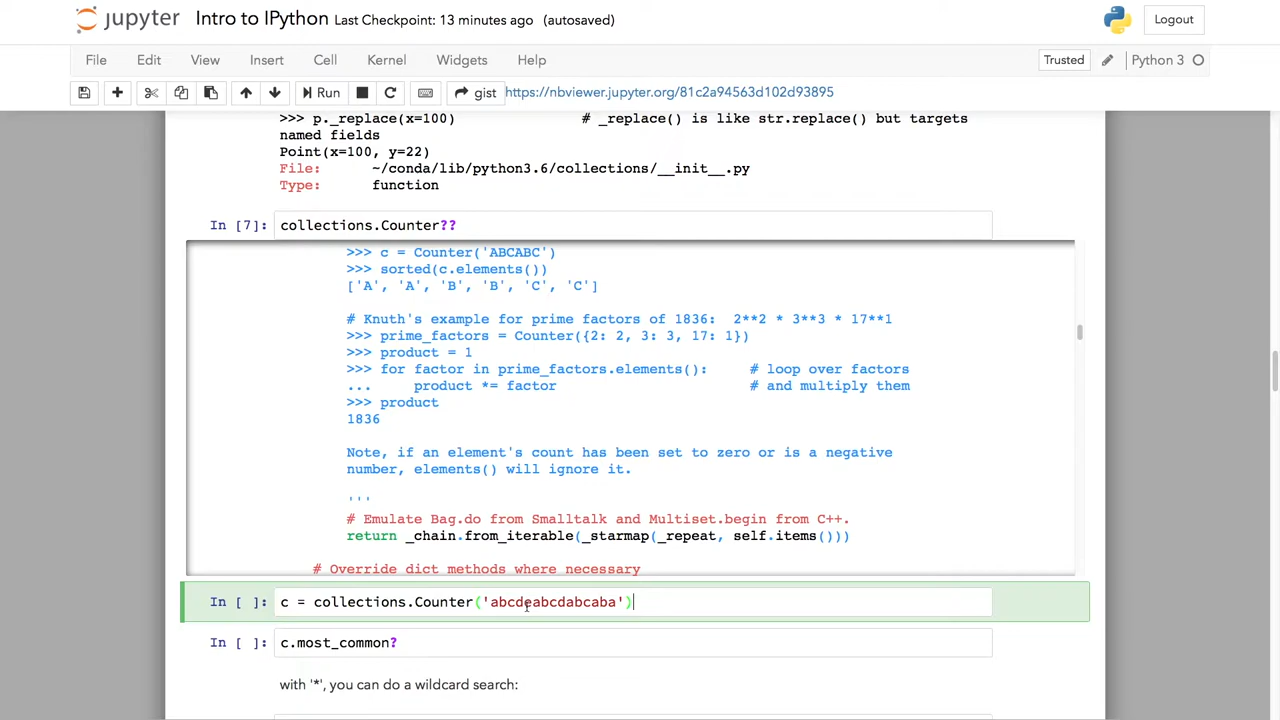 jupyter Intro to IPython Last Checkpoint: 13 minutes ago (autosaved) Logout
File Edit View Insert Cell Kernel Widgets Help Trusted Python 3
Run gist https://nbviewer.jupyter.org/81c2a94563d102d93895
>>> p._replace(x=100) # _replace() is like str.replace() but targets
named fields
Point(x=100, y=22)
File: ~/conda/lib/python3.6/collections/__init__.py
Type: function
In [7]: collections.Counter??
>>> c = Counter('ABCABC')
>>> sorted(c.elements())
['A', 'A', 'B', 'B', 'C', 'C']
# Knuth's example for prime factors of 1836: 2**2 * 3**3 * 17**1
>>> prime_factors = Counter({2: 2, 3: 3, 17: 1})
>>> product = 1
>>> for factor in prime_factors.elements(): # loop over factors
... product *= factor # and multiply them
>>> product
1836
Note, if an element's count has been set to zero or is a negative
number, elements() will ignore it.
'''
# Emulate Bag.do from Smalltalk and Multiset.begin from C++.
return _chain.from_iterable(_starmap(_repeat, self.items()))
# Override dict methods where necessary
In [ ]: c = collections.Counter('abcdeabcdabcaba')
In [ ]: c.most_common?
with '*', you can do a wildcard search: